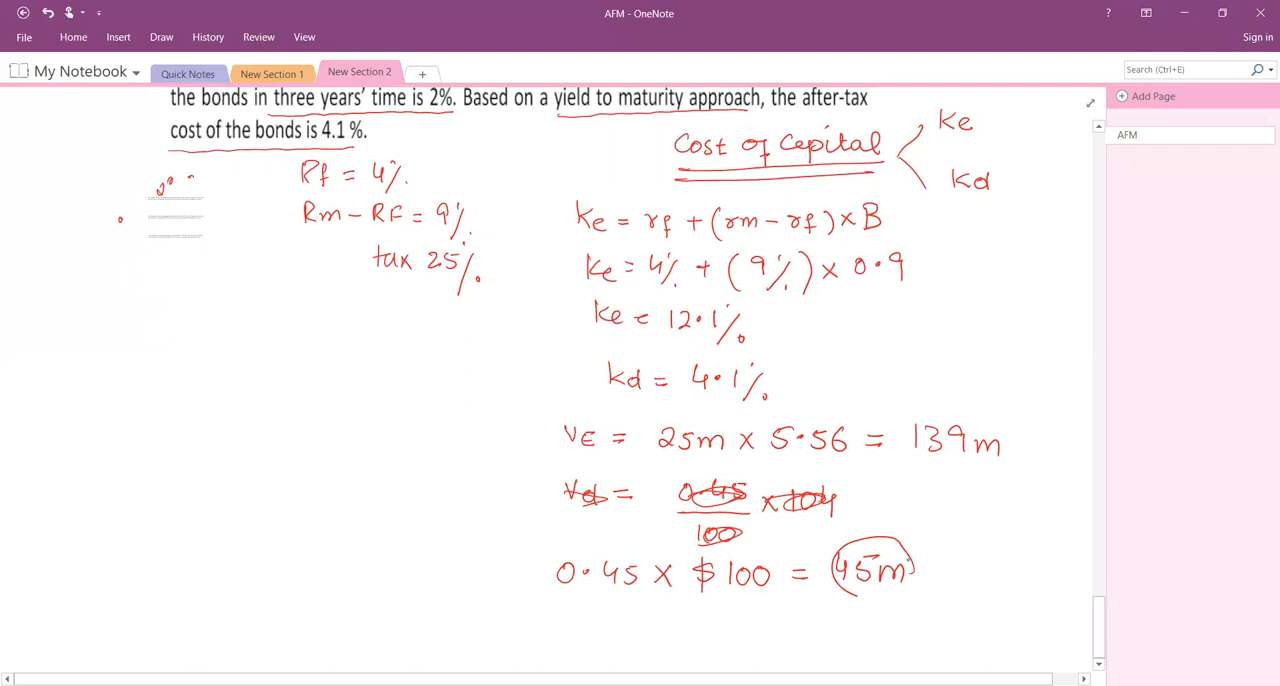 AFM - OneNote
?
File Home Insert Draw History Review View
Sign in
My Notebook
Quick Notes
New Section 1
New Section 2
Search (Ctrl+E)
Add Page
AFM
the bonds in three years' time is 2%. Based on a yield to maturity approach, the after-tax
cost of the bonds is 4.1 %.
Cost of Capital
Ke
Kd
Rf = 4%
Rm - RF = 9%
tax 25%
Ke = rf + (rm - rf) x B
Ke = 4% + (9%) x 0.9
Ke = 12.1%
Kd = 4.1%
VE = 25m x 5.56 = 139m
Vd = 0.45 x 104
100
0.45 x $100 = 45m